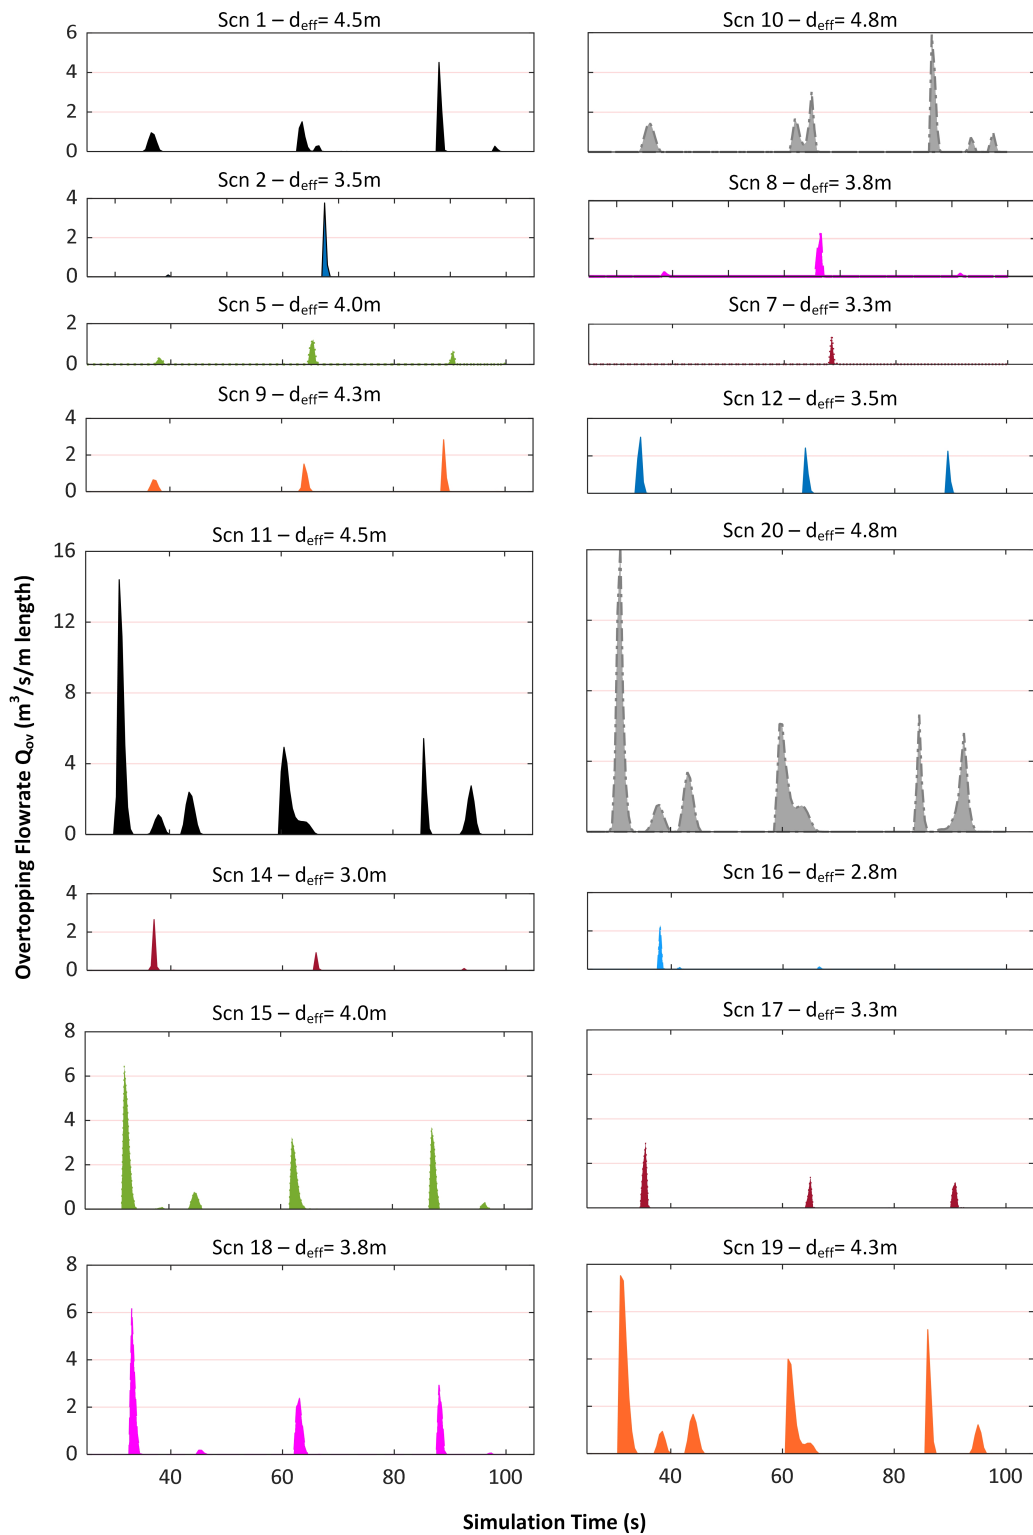 Scn 1 – deff= 4.5m
Scn 10 – deff= 4.8m
6
4
2
0
Scn 2 – deff= 3.5m
Scn 8 – deff= 3.8m
4
2
0
Scn 5 – deff= 4.0m
Scn 7 – deff= 3.3m
2
0
Scn 9 – deff= 4.3m
Scn 12 – deff= 3.5m
4
2
0
Scn 11 – deff= 4.5m
Scn 20 – deff= 4.8m
16
12
8
4
0
Overtopping Flowrate Qov (m³/s/m length)
Scn 14 – deff= 3.0m
Scn 16 – deff= 2.8m
4
2
0
Scn 15 – deff= 4.0m
Scn 17 – deff= 3.3m
8
6
4
2
0
Scn 18 – deff= 3.8m
Scn 19 – deff= 4.3m
8
6
4
2
0
40 60 80 100
40 60 80 100
Simulation Time (s)